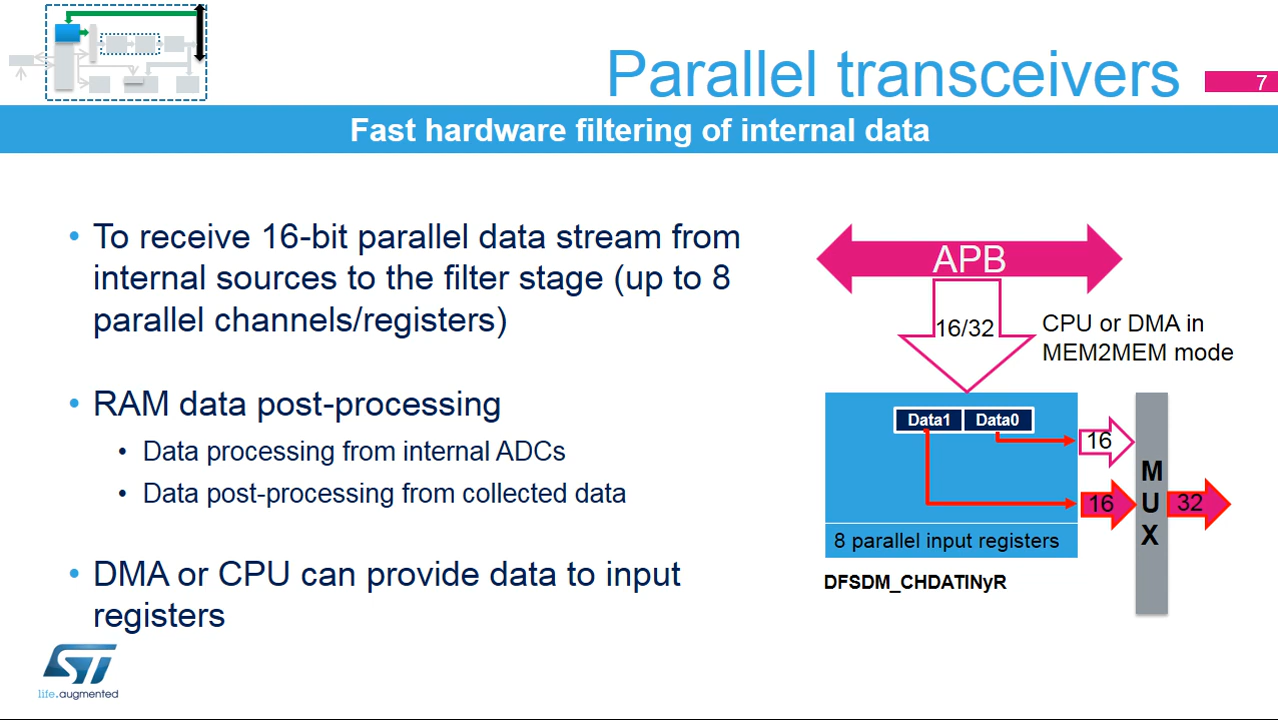 Parallel transceivers
7
Fast hardware filtering of internal data
• To receive 16-bit parallel data stream from
internal sources to the filter stage (up to 8
parallel channels/registers)
• RAM data post-processing
• Data processing from internal ADCs
• Data post-processing from collected data
• DMA or CPU can provide data to input
registers
APB
16/32
CPU or DMA in
MEM2MEM mode
Data1 Data0
16
16
MUX
32
8 parallel input registers
DFSDM_CHDATINyR
ST
life.augmented